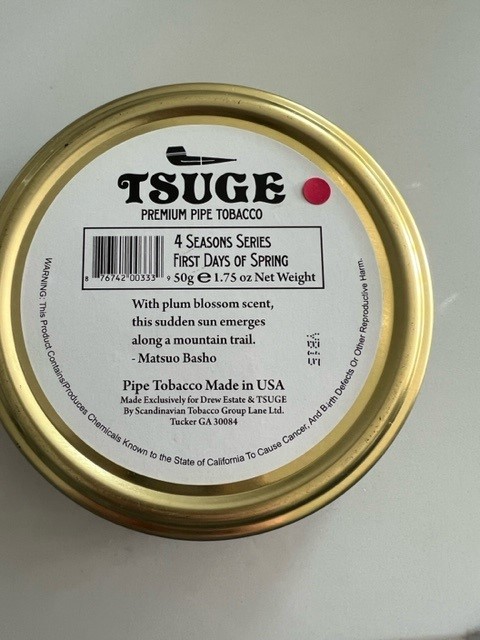 TSUGE
PREMIUM PIPE TOBACCO
4 SEASONS SERIES
FIRST DAYS OF SPRING
8 76742 00333 9 50g ℮ 1.75 oz Net Weight
With plum blossom scent,
this sudden sun emerges
along a mountain trail.
- Matsuo Basho
Pipe Tobacco Made in USA
Made Exclusively for Drew Estate & TSUGE
By Scandinavian Tobacco Group Lane Ltd.
Tucker GA 30084
WARNING: This Product Contains/Produces Chemicals Known to the State of California To Cause Cancer, And Birth Defects Or Other Reproductive Harm.